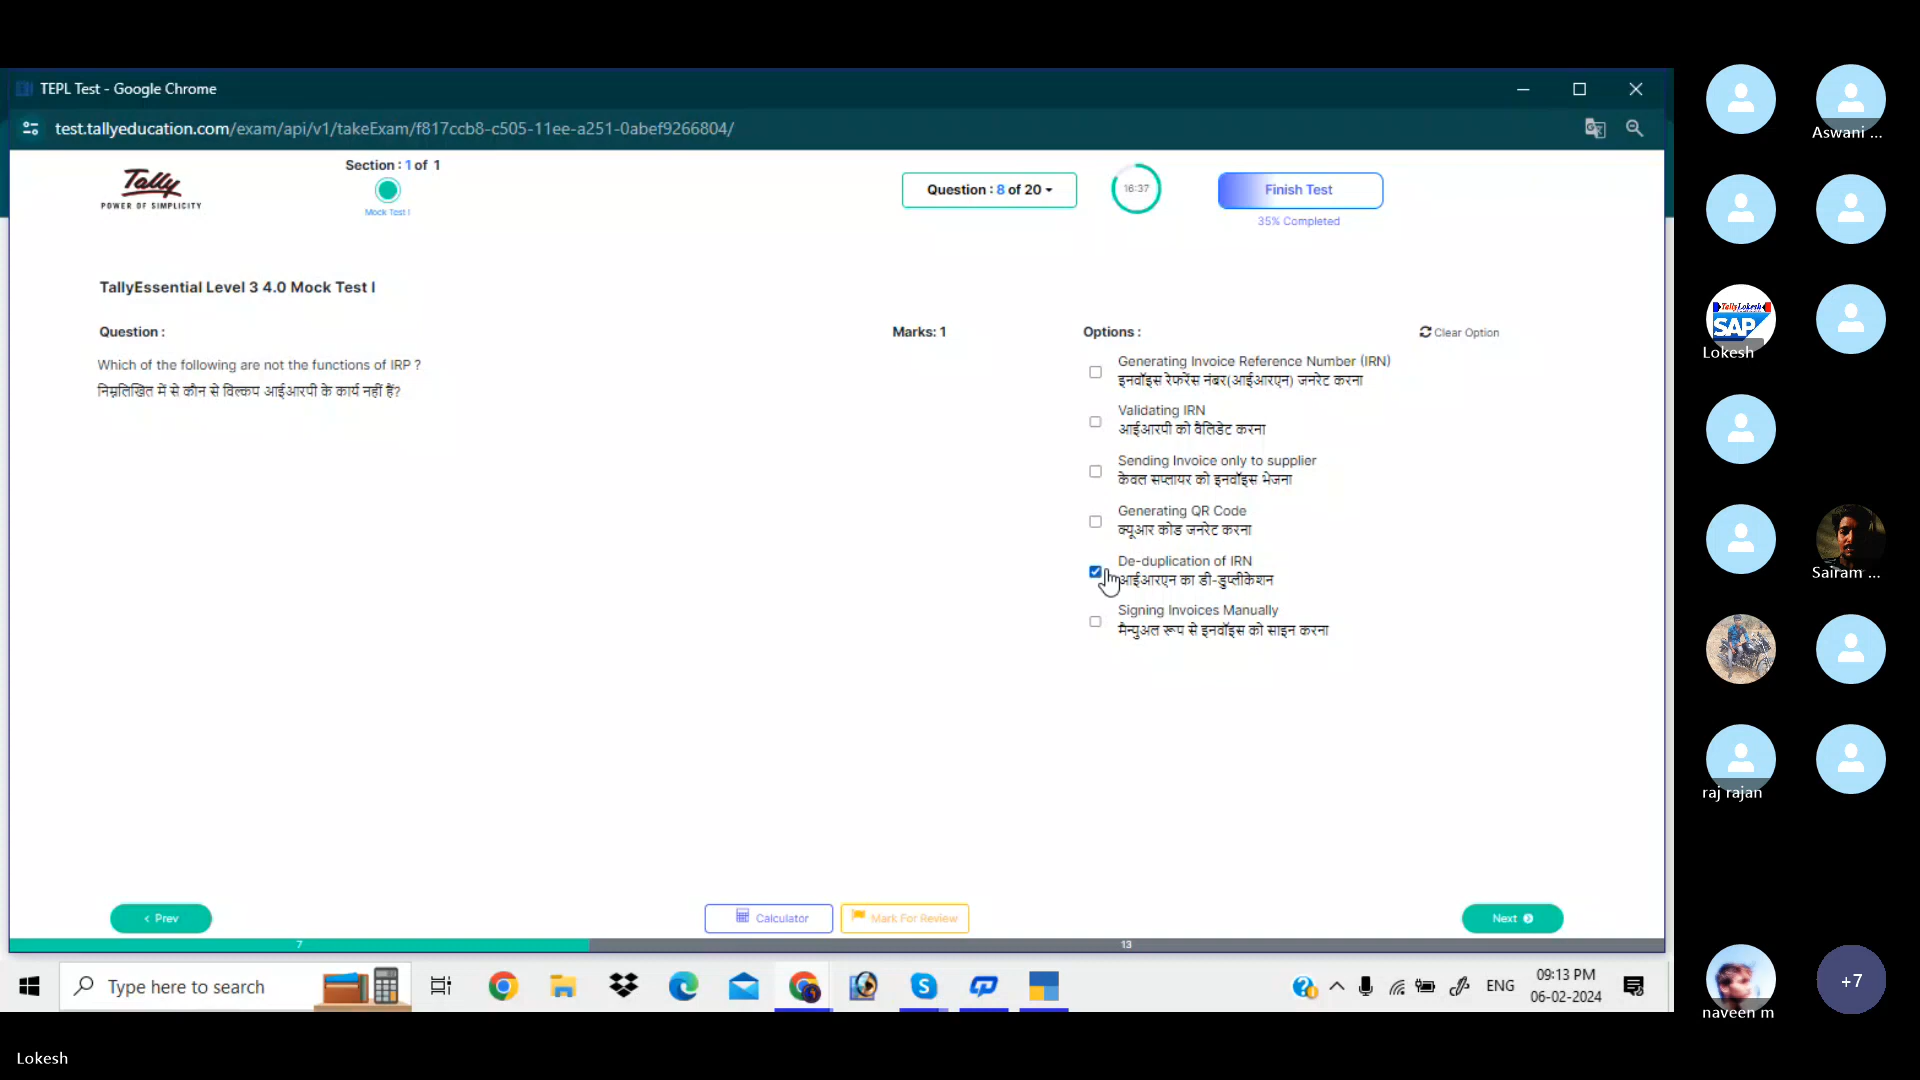 TEPL Test - Google Chrome
test.tallyeducation.com/exam/api/v1/takeExam/f817ccb8-c505-11ee-a251-0abef9266804/
Tally
POWER OF SIMPLICITY
Section : 1 of 1
Mock Test I
Question : 8 of 20
16:37
Finish Test
35% Completed
TallyEssential Level 3 4.0 Mock Test I
Question :
Marks: 1
Which of the following are not the functions of IRP ?
निम्नलिखित में से कौन से विल्कप आईआरपी के कार्य नहीं हैं?
Options :
Clear Option
Generating Invoice Reference Number (IRN)
इनवॉइस रेफरेंस नंबर(आईआरएन) जनरेट करना
Validating IRN
आईआरपी को वैलिडेट करना
Sending Invoice only to supplier
केवल सप्लायर को इनवॉइस भेजना
Generating QR Code
क्यूआर कोड जनरेट करना
De-duplication of IRN
आईआरएन का डी-डुप्लीकेशन
Signing Invoices Manually
मैन्युअल रूप से इनवॉइस को साइन करना
Prev
Calculator
Mark For Review
Next
7
13
Type here to search
ENG
09:13 PM
06-02-2024
Aswani ...
TallyLokesh
SAP
Lokesh
Sairam ...
raj rajan
naveen m
+7
Lokesh